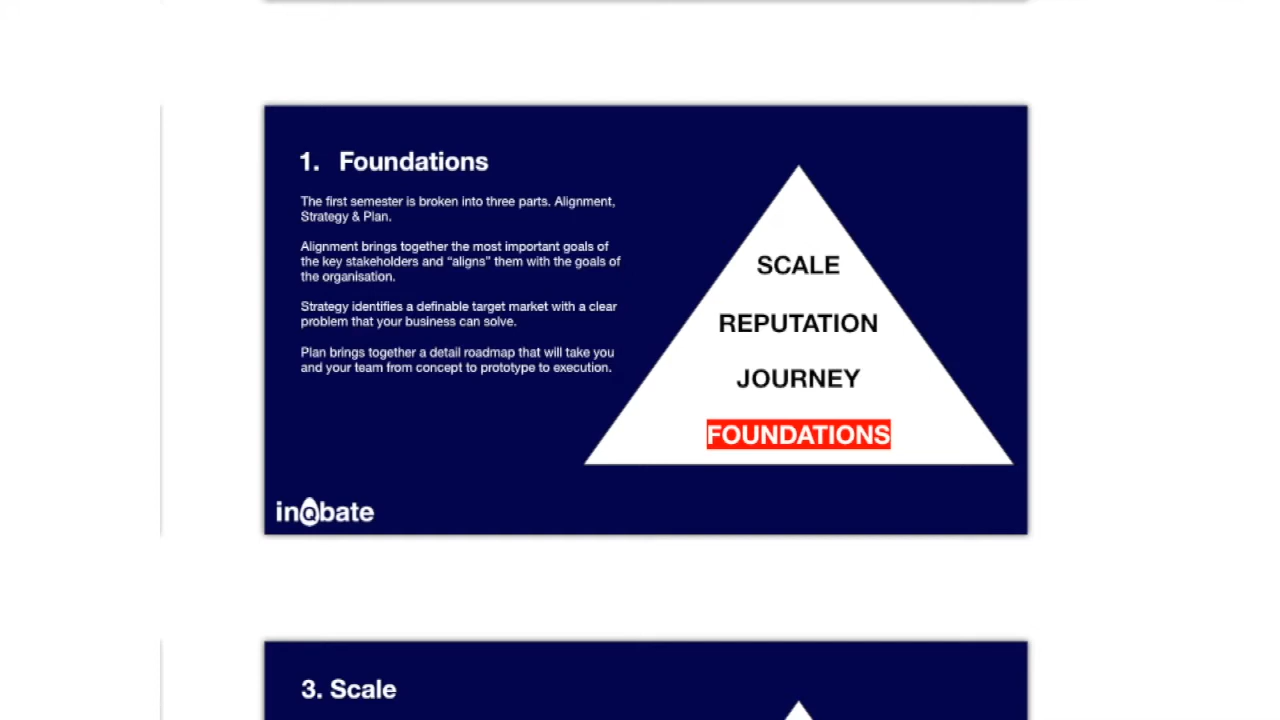 1. Foundations
The first semester is broken into three parts. Alignment,
Strategy & Plan.
Alignment brings together the most important goals of
the key stakeholders and “aligns” them with the goals of
the organisation.
Strategy identifies a definable target market with a clear
problem that your business can solve.
Plan brings together a detail roadmap that will take you
and your team from concept to prototype to execution.
SCALE
REPUTATION
JOURNEY
FOUNDATIONS
inQbate
3. Scale